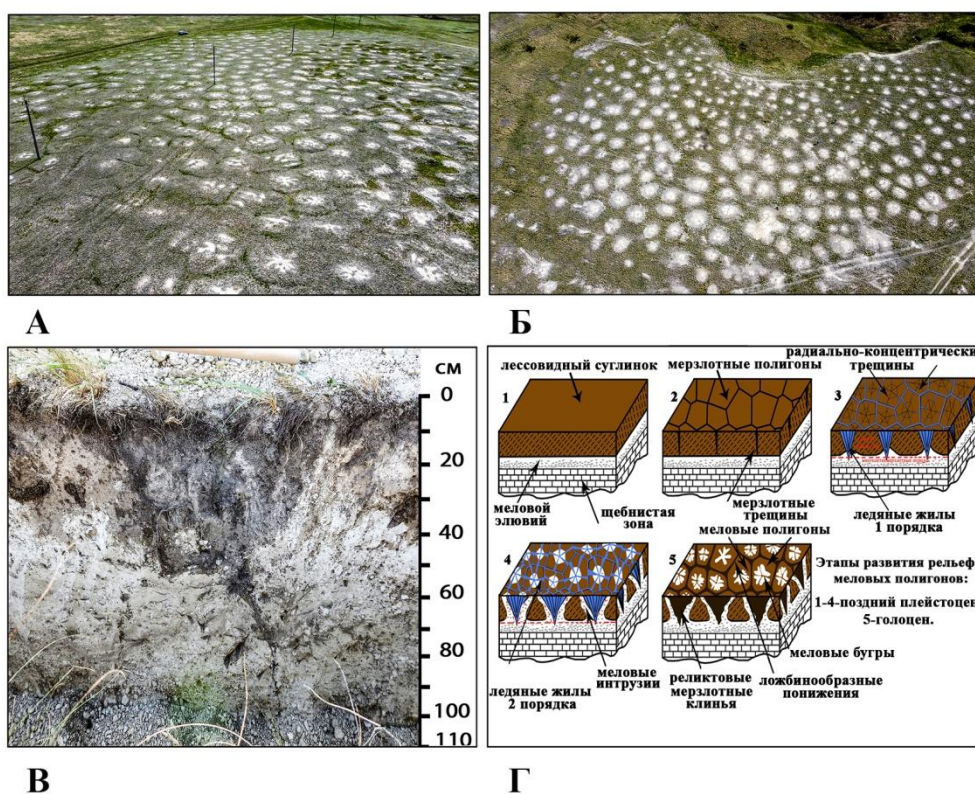 А
Б
СМ
0
20
40
60
80
100
110
В
лессовидный суглинок
мерзлотные полигоны
радиально-концентрические
трещины
1
2
3
меловой
элювий
щебнистая
зона
мерзлотные
трещины
меловые полигоны
ледяные жилы
1 порядка
4
5
Этапы развития рельефа
меловых полигонов:
1-4-поздний плейстоцен
5-голоцен.
меловые бугры
ледяные жилы
2 порядка
меловые
интрузии
реликтовые
мерзлотные
клинья
ложбинообразные
понижения
Г